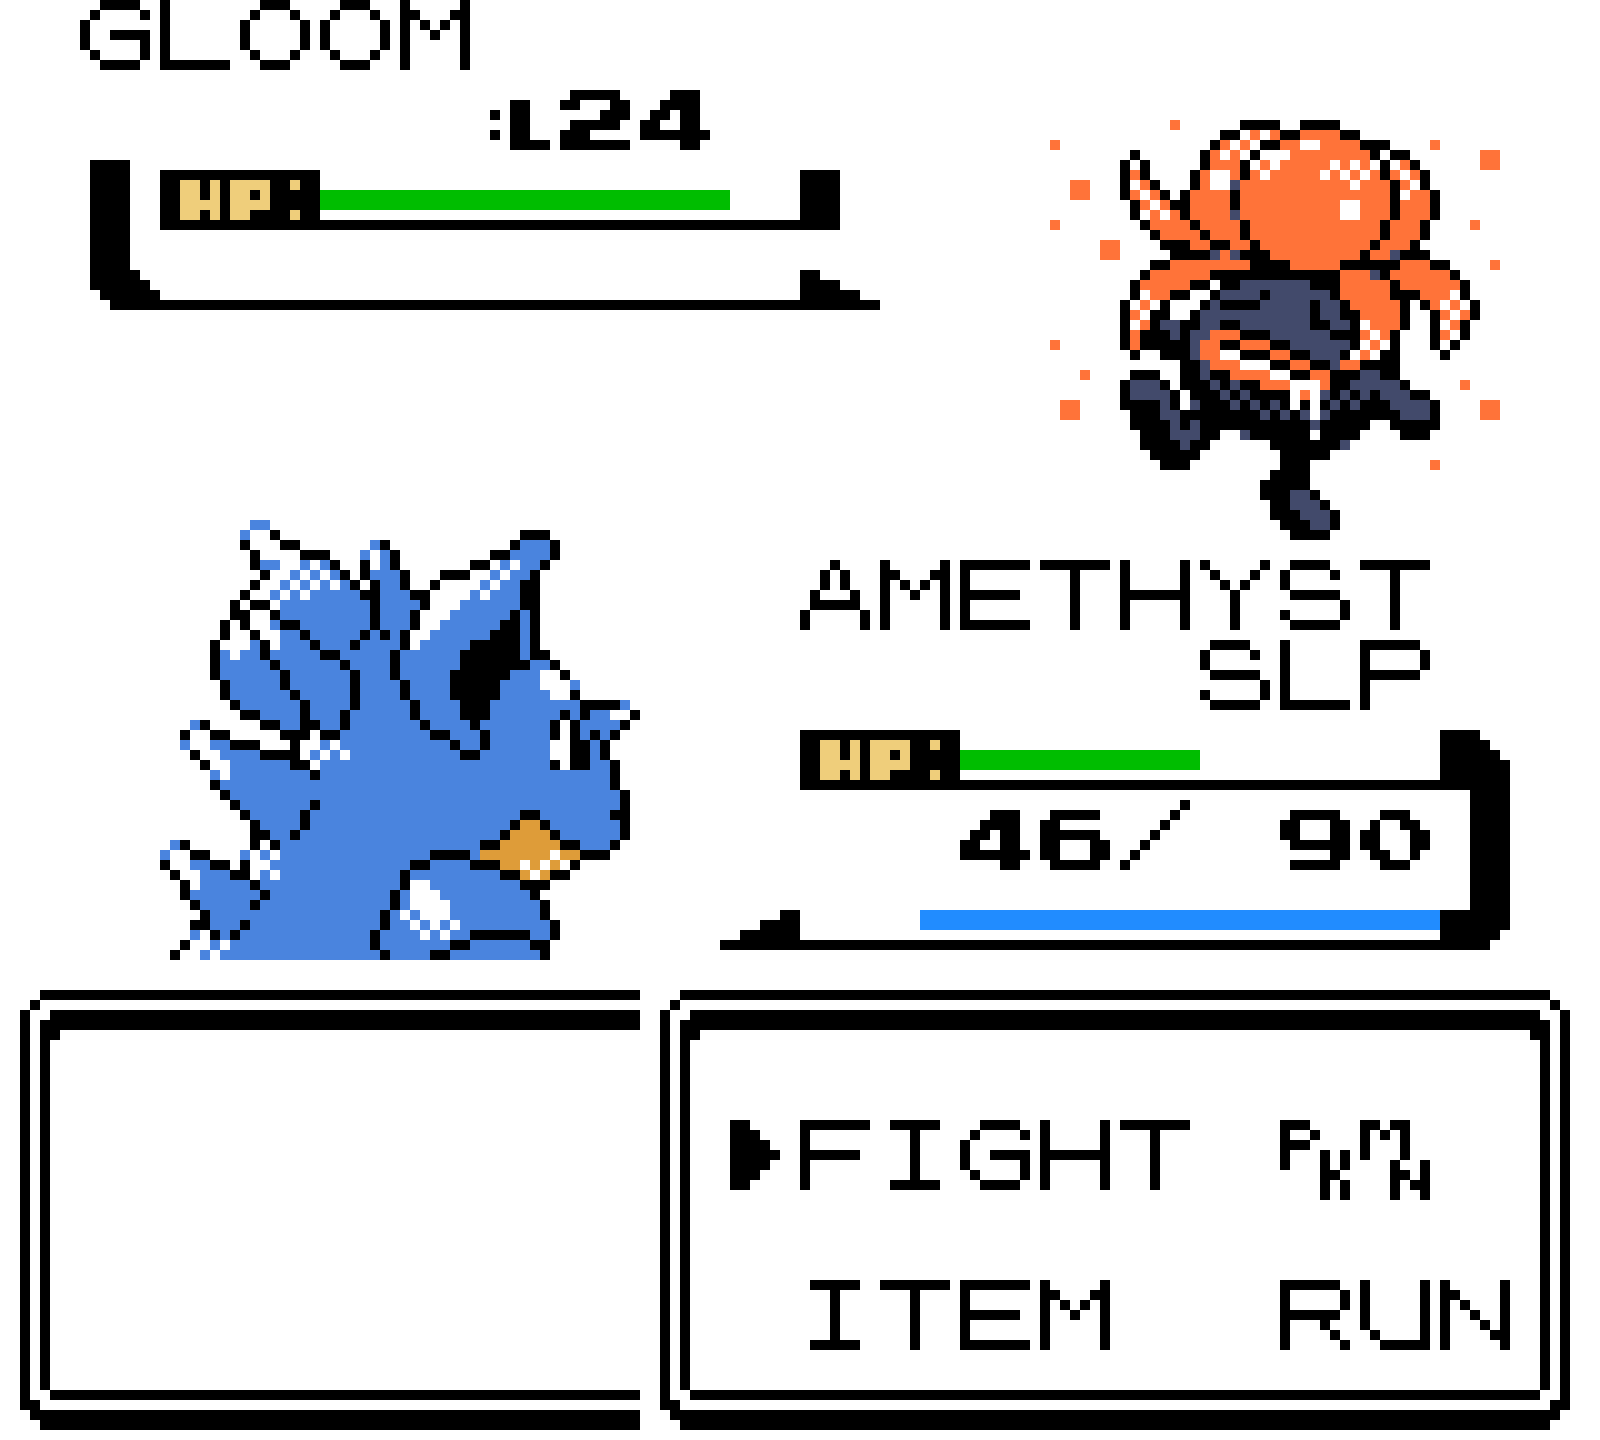 GLOOM
:L24
HP:
AMETHYST
SLP
HP:
46/ 90
▶FIGHT PKMN
ITEM RUN